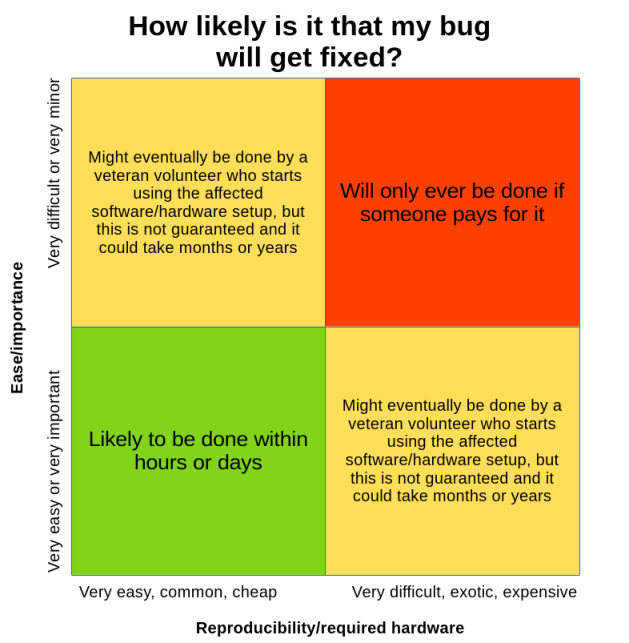 How likely is it that my bug
will get fixed?
Very difficult or very minor
Might eventually be done by a
veteran volunteer who starts
using the affected
software/hardware setup, but
this is not guaranteed and it
could take months or years
Will only ever be done if
someone pays for it
Ease/importance
Very easy or very important
Likely to be done within
hours or days
Might eventually be done by a
veteran volunteer who starts
using the affected
software/hardware setup, but
this is not guaranteed and it
could take months or years
Very easy, common, cheap
Very difficult, exotic, expensive
Reproducibility/required hardware